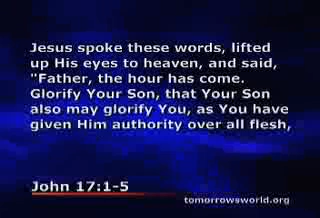 Jesus spoke these words, lifted
up His eyes to heaven, and said,
"Father, the hour has come.
Glorify Your Son, that Your Son
also may glorify You, as You have
given Him authority over all flesh,
John 17:1-5
tomorrowsworld.org